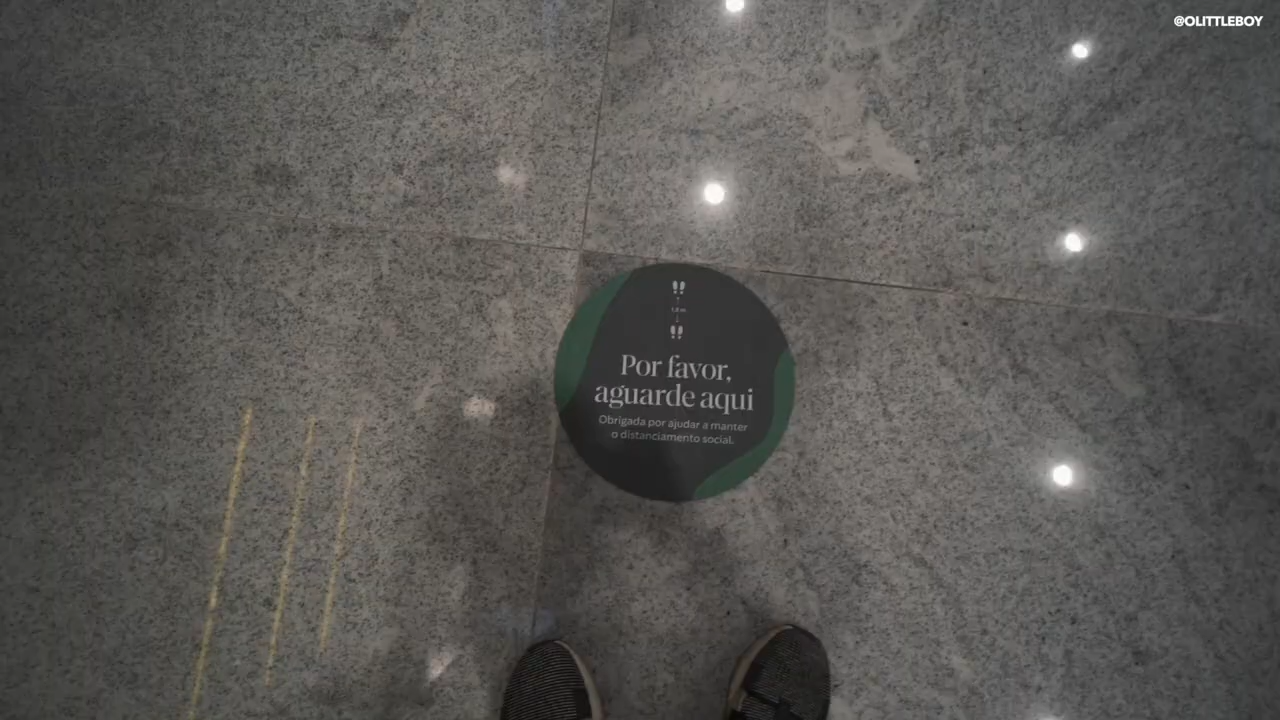 @OLITTLEBOY
Por favor,
aguarde aqui
Obrigada por ajudar a manter
o distanciamento social.